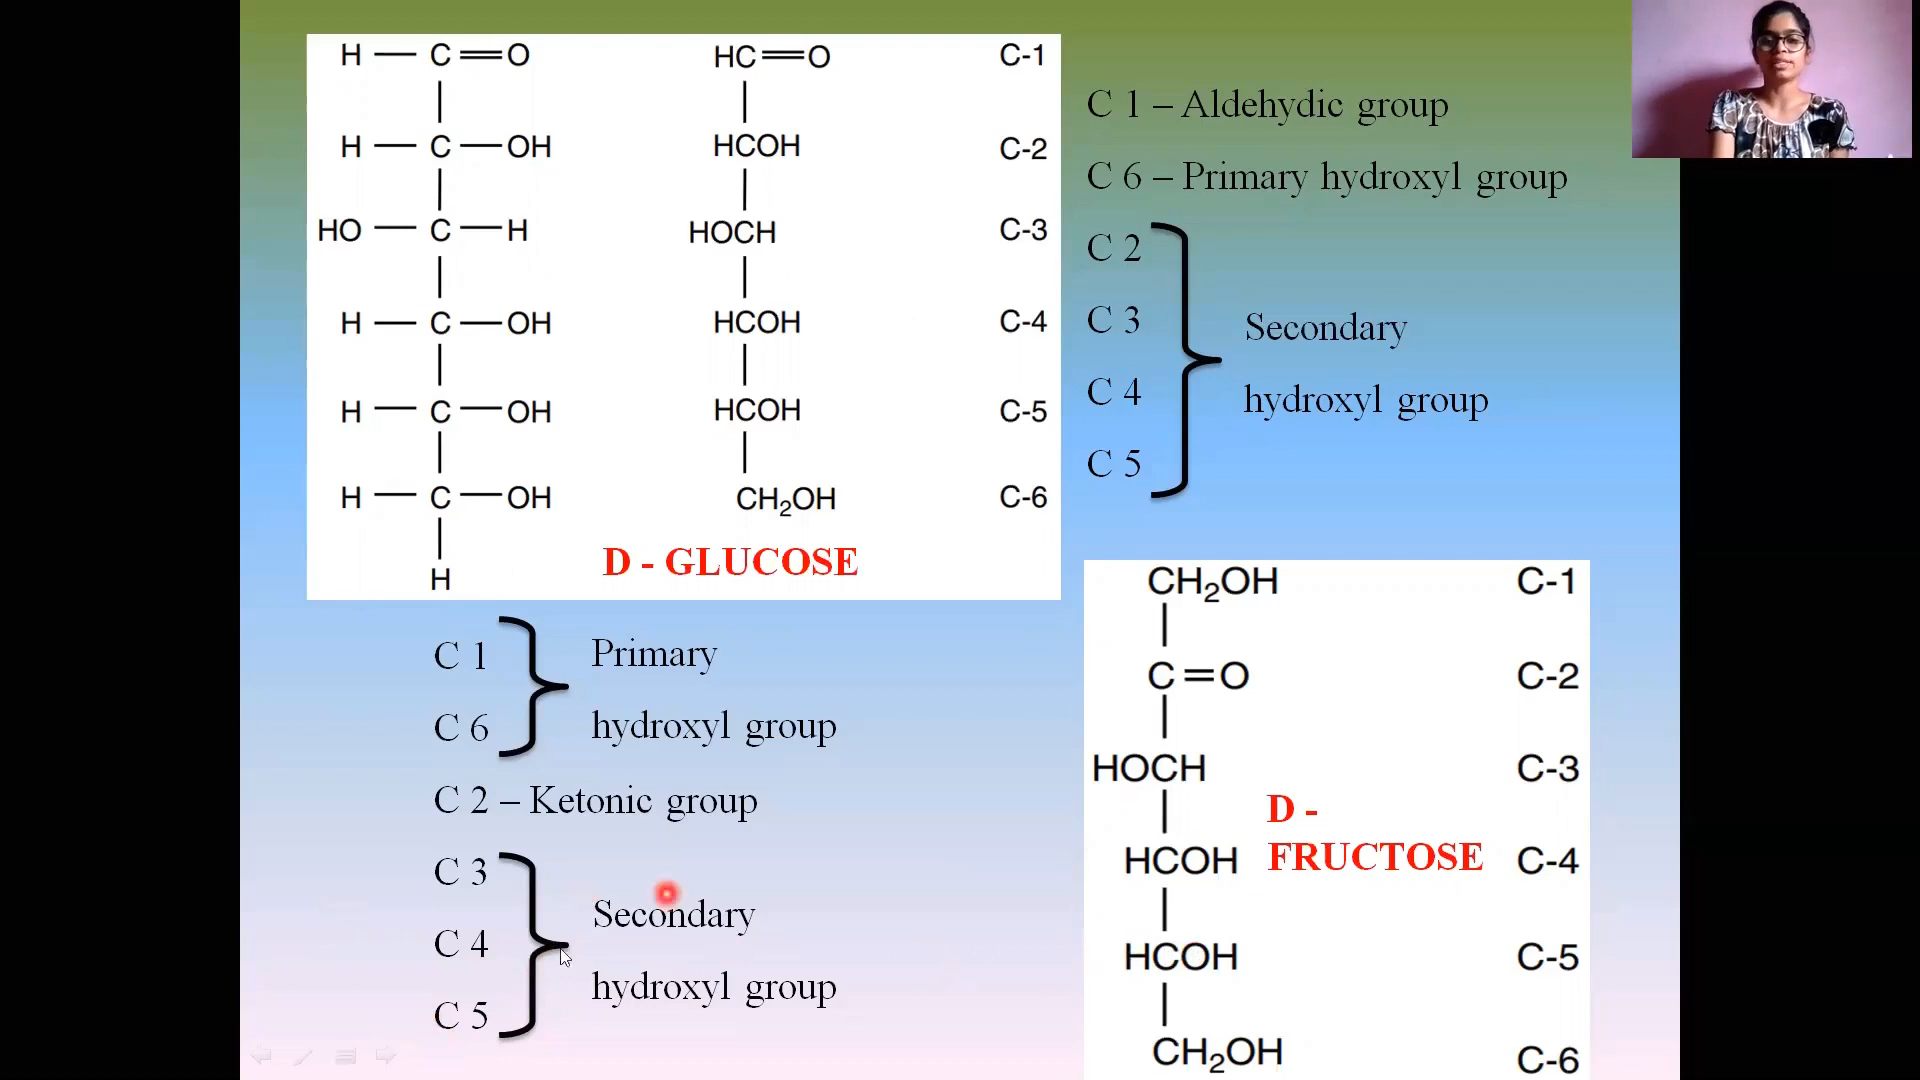 H — C = O HC = O C-1
H — C — OH HCOH C-2
HO — C — H HOCH C-3
H — C — OH HCOH C-4
H — C — OH HCOH C-5
H — C — OH CH₂OH C-6
H
D - GLUCOSE
C 1 – Aldehydic group
C 6 – Primary hydroxyl group
C 2
C 3
C 4
C 5
Secondary
hydroxyl group
C 1
C 6
Primary
hydroxyl group
C 2 – Ketonic group
C 3
C 4
C 5
Secondary
hydroxyl group
CH₂OH C-1
C = O C-2
HOCH C-3
HCOH C-4
HCOH C-5
CH₂OH C-6
D -
FRUCTOSE